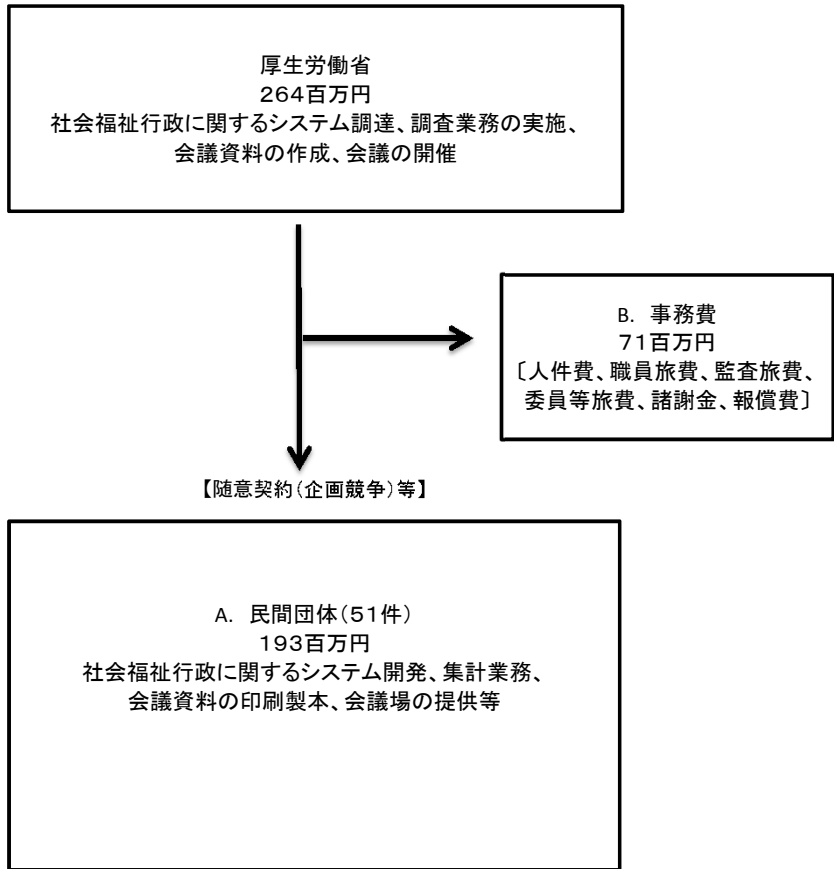 厚生労働省
264百万円
社会福祉行政に関するシステム調達、調査業務の実施、
会議資料の作成、会議の開催
B. 事務費
71百万円
〔人件費、職員旅費、監査旅費、
委員等旅費、諸謝金、報償費〕
【随意契約(企画競争)等】
A. 民間団体(51件)
193百万円
社会福祉行政に関するシステム開発、集計業務、
会議資料の印刷製本、会議場の提供等